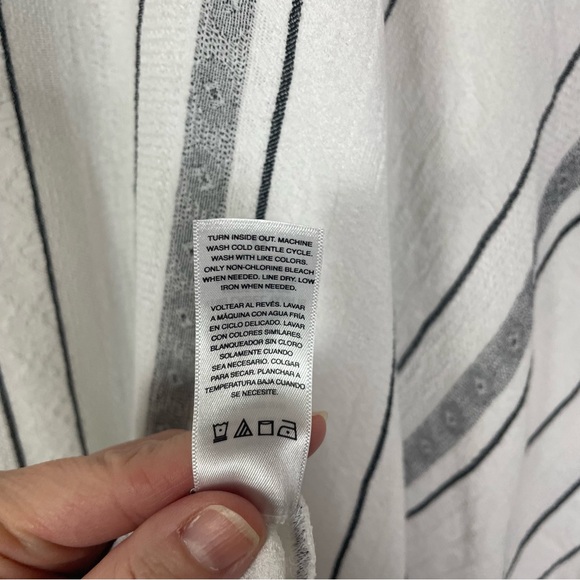 TURN INSIDE OUT. MACHINE
WASH COLD GENTLE CYCLE.
WASH WITH LIKE COLORS.
ONLY NON-CHLORINE BLEACH
WHEN NEEDED. LINE DRY. LOW
IRON WHEN NEEDED.
VOLTEAR AL REVÉS. LAVAR
A MÁQUINA CON AGUA FRÍA
EN CICLO DELICADO. LAVAR
CON COLORES SIMILARES.
BLANQUEADOR SIN CLORO
SOLAMENTE CUANDO
SEA NECESARIO. COLGAR
PARA SECAR. PLANCHAR A
TEMPERATURA BAJA CUANDO
SE NECESITE.